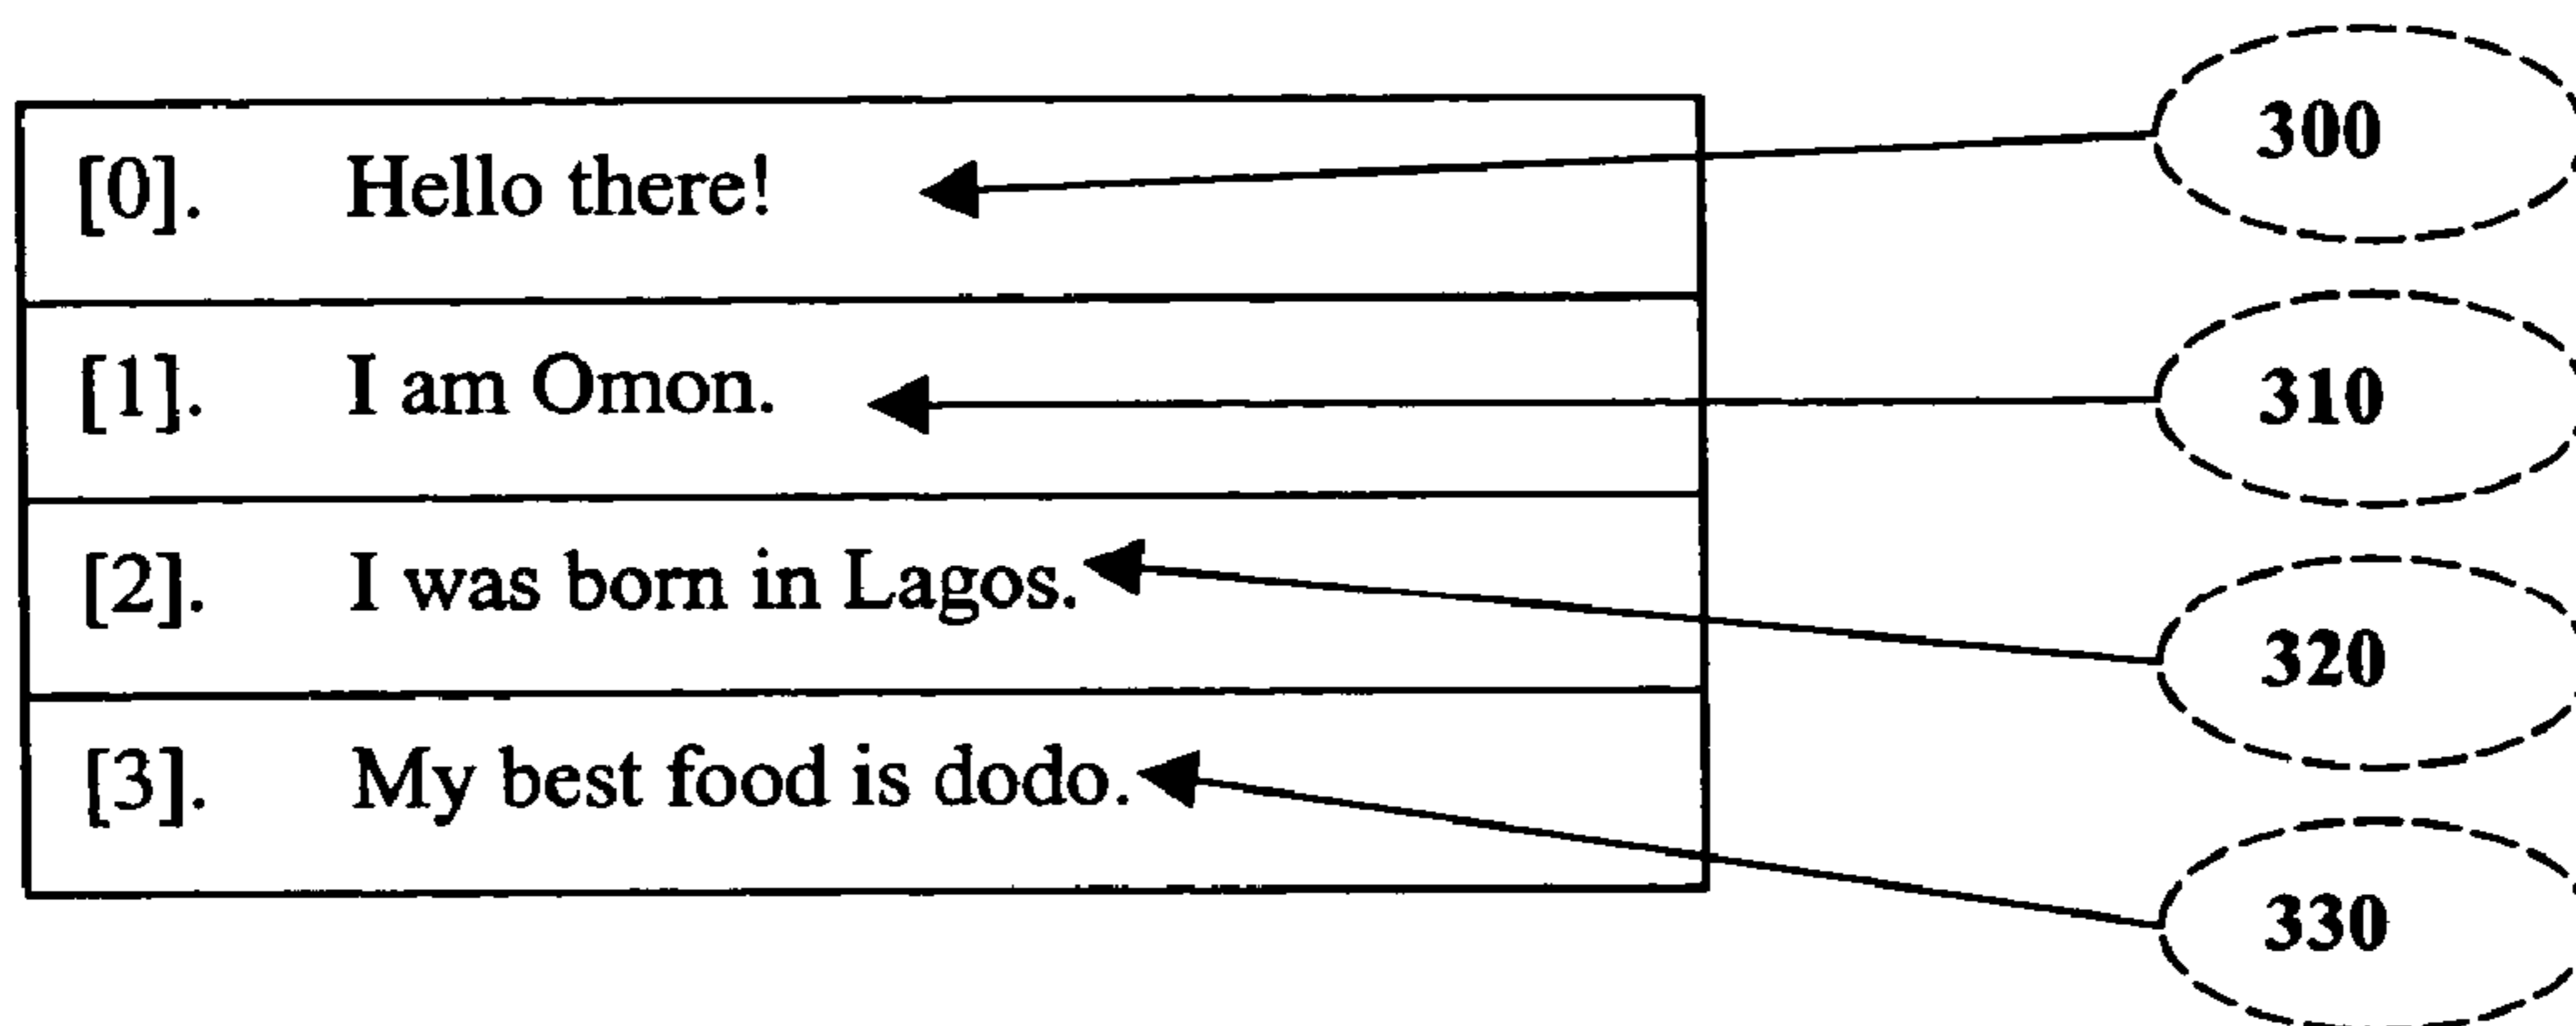 [0]. Hello there! 300
[1]. I am Omon. 310
[2]. I was born in Lagos. 320
[3]. My best food is dodo. 330